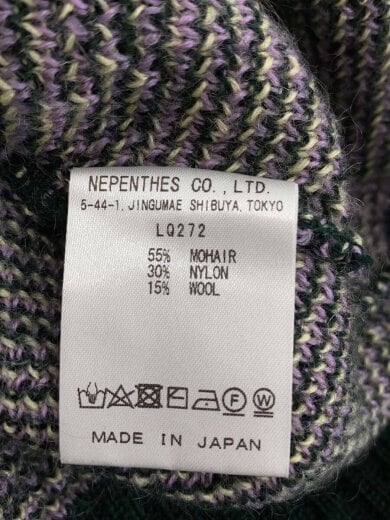 NEPENTHES CO., LTD.
5-44-1, JINGUMAE SHIBUYA, TOKYO
LQ272
55% MOHAIR
30% NYLON
15% WOOL
F W
MADE IN JAPAN